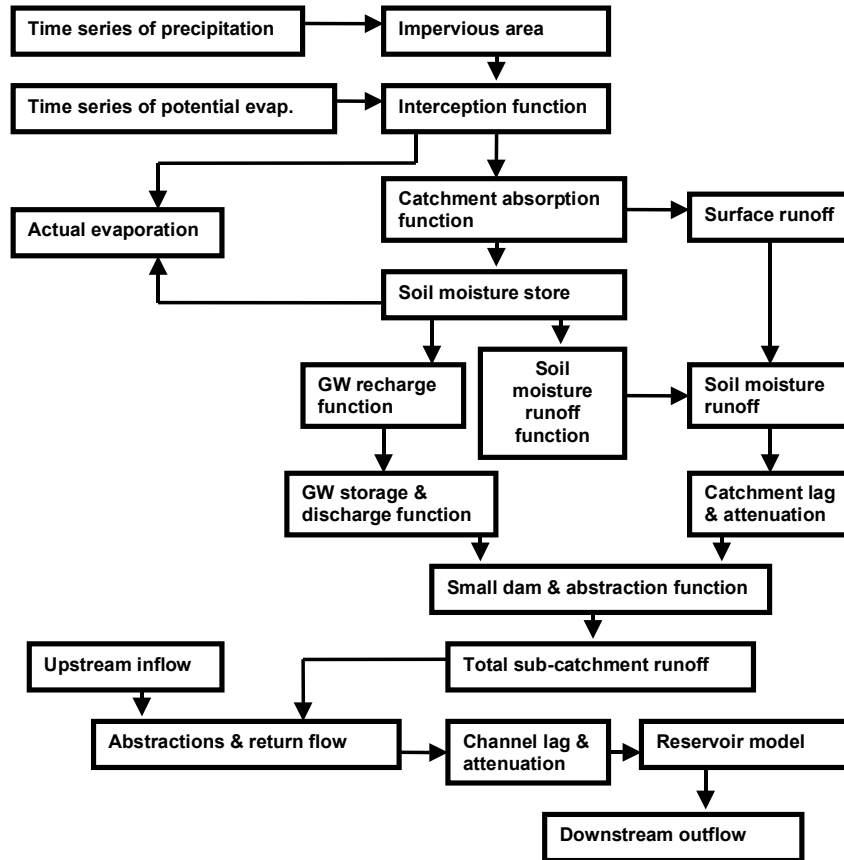 Time series of precipitation
Impervious area
Time series of potential evap.
Interception function
Catchment absorption
function
Surface runoff
Actual evaporation
Soil moisture store
GW recharge
function
Soil
moisture
runoff
function
Soil moisture
runoff
GW storage &
discharge function
Catchment lag
& attenuation
Small dam & abstraction function
Upstream inflow
Total sub-catchment runoff
Abstractions & return flow
Channel lag &
attenuation
Reservoir model
Downstream outflow